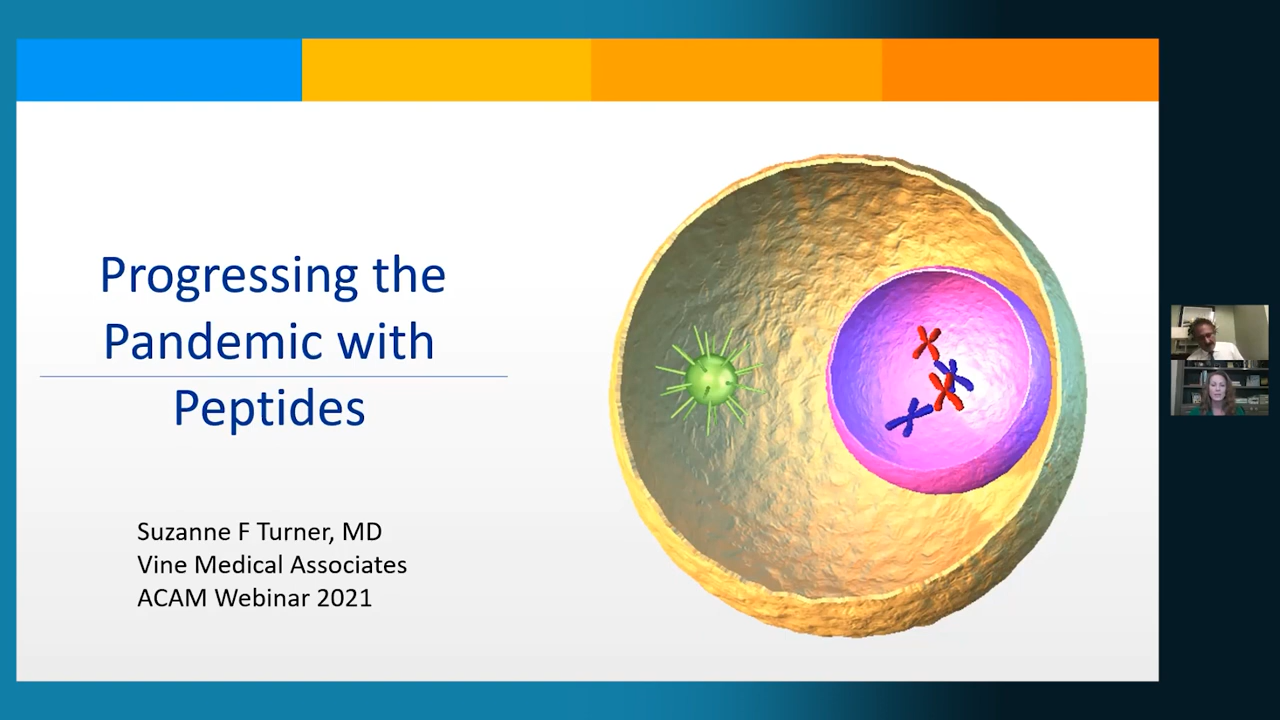 Progressing the
Pandemic with
Peptides
Suzanne F Turner, MD
Vine Medical Associates
ACAM Webinar 2021